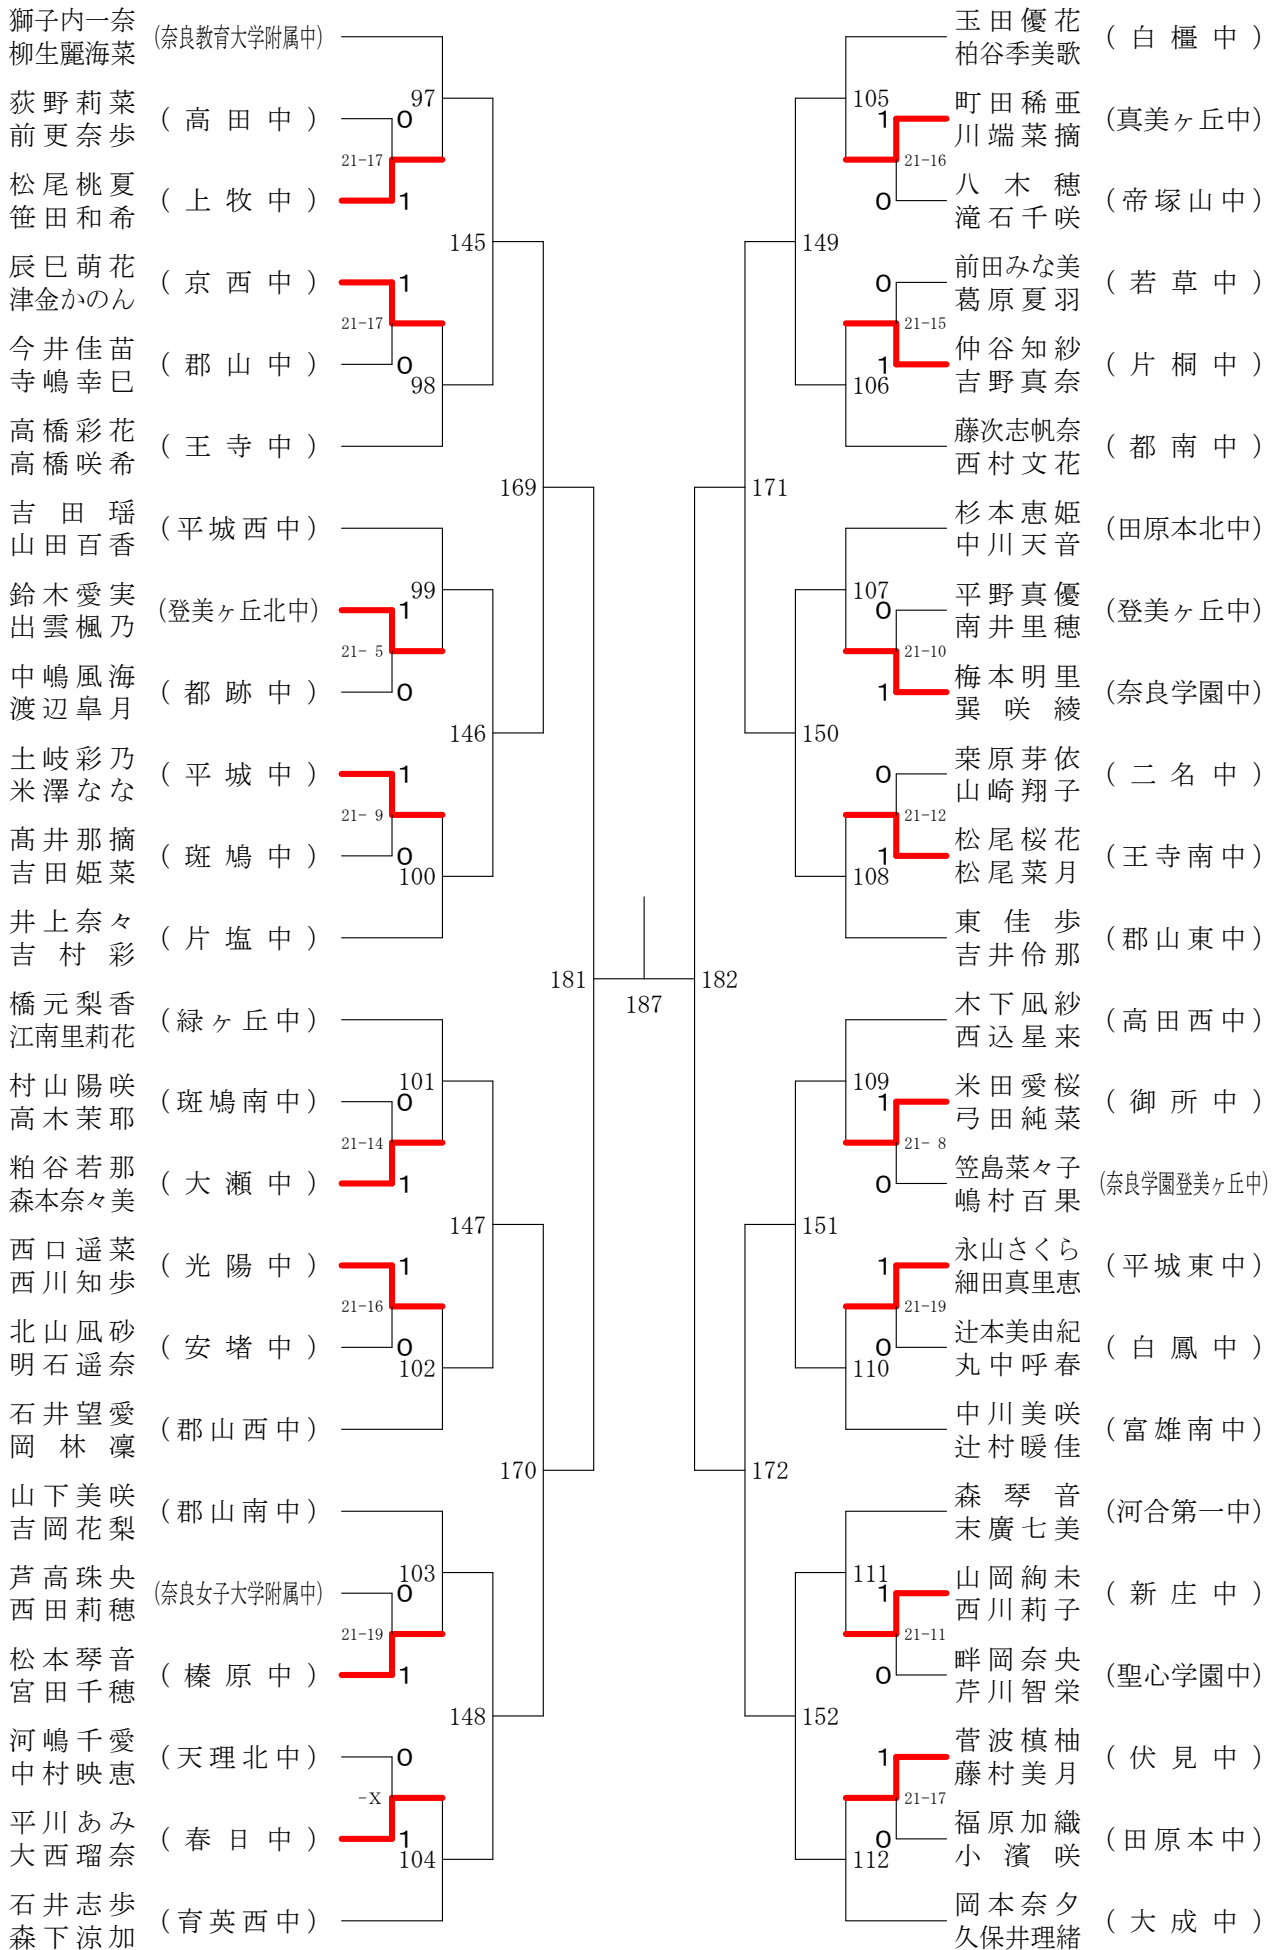 獅子内一奈
柳生麗海菜
(奈良教育大学附属中)
97
荻野莉菜
前更奈歩
(高田中)
0
21-17
松尾桃夏
笹田和希
(上牧中)
1
145
辰巳萌花
津金かのん
(京西中)
1
21-17
今井佳苗
寺嶋幸巳
(郡山中)
0
98
高橋彩花
高橋咲希
(王寺中)
169
吉田瑶
山田百香
(平城西中)
99
鈴木愛実
出雲楓乃
(登美ヶ丘北中)
1
21- 5
中嶋風海
渡辺皐月
(都跡中)
0
146
土岐彩乃
米澤なな
(平城中)
1
21- 9
髙井那摘
吉田姫菜
(斑鳩中)
0
100
井上奈々
吉村彩
(片塩中)
181
橋元梨香
江南里莉花
(緑ヶ丘中)
101
村山陽咲
高木茉耶
(斑鳩南中)
0
21-14
粕谷若那
森本奈々美
(大瀬中)
1
147
西口遥菜
西川知歩
(光陽中)
1
21-16
北山凪砂
明石遥奈
(安堵中)
0
102
石井望愛
岡林凜
(郡山西中)
170
山下美咲
吉岡花梨
(郡山南中)
103
芦高珠央
西田莉穂
(奈良女子大学附属中)
0
21-19
松本琴音
宮田千穂
(榛原中)
1
148
河嶋千愛
中村映恵
(天理北中)
0
-X
平川あみ
大西瑠奈
(春日中)
1
104
石井志歩
森下涼加
(育英西中)
187
玉田優花
柏谷季美歌
(白橿中)
105
町田稀亜
川端菜摘
(真美ヶ丘中)
1
21-16
八木穂
滝石千咲
(帝塚山中)
0
149
前田みな美
葛原夏羽
(若草中)
0
21-15
仲谷知紗
吉野真奈
(片桐中)
1
106
藤次志帆奈
西村文花
(都南中)
171
杉本恵姫
中川天音
(田原本北中)
107
平野真優
南井里穂
(登美ヶ丘中)
0
21-10
梅本明里
巽咲綾
(奈良学園中)
1
150
桒原芽依
山崎翔子
(二名中)
0
21-12
松尾桜花
松尾菜月
(王寺南中)
1
108
東佳歩
吉井伶那
(郡山東中)
182
木下凪紗
西込星来
(高田西中)
109
米田愛桜
弓田純菜
(御所中)
1
21- 8
笠島菜々子
嶋村百果
(奈良学園登美ヶ丘中)
0
151
永山さくら
細田真里恵
(平城東中)
1
21-19
辻本美由紀
丸中呼春
(白鳳中)
0
110
中川美咲
辻村暖佳
(富雄南中)
172
森琴音
末廣七美
(河合第一中)
111
山岡絢未
西川莉子
(新庄中)
1
21-11
畔岡奈央
芹川智栄
(聖心学園中)
0
152
菅波槙柚
藤村美月
(伏見中)
1
21-17
福原加織
小濱咲
(田原本中)
0
112
岡本奈夕
久保井理緒
(大成中)